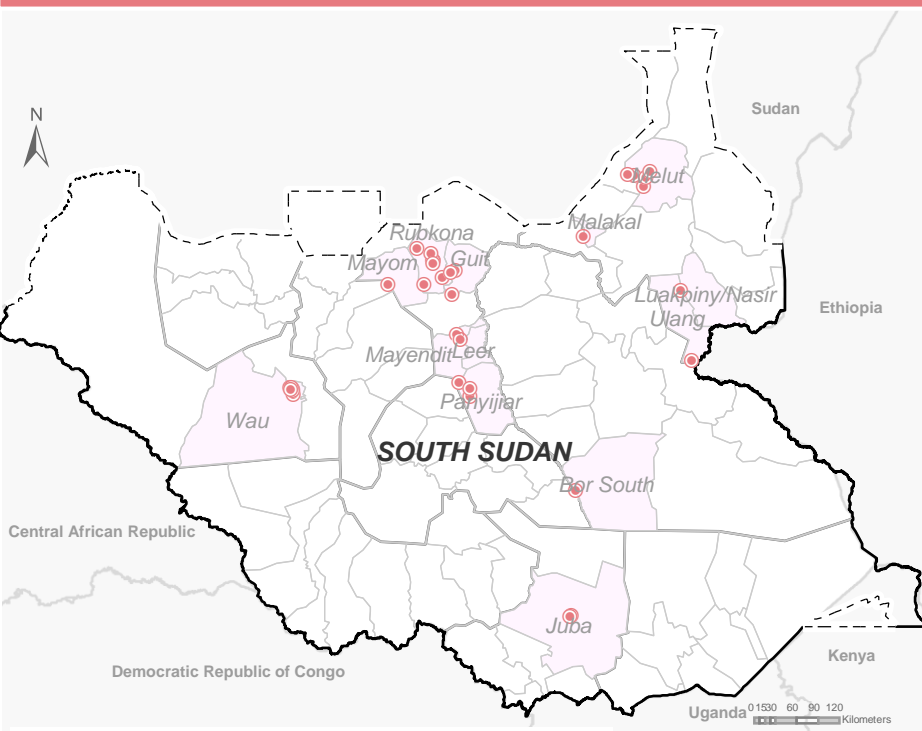 N
Sudan
Melut
Malakal
Rubkona
Guit
Mayom
Luakpiny/Nasir
Ulang
Ethiopia
Mayendit
Leer
Panyijiar
Wau
SOUTH SUDAN
Bor South
Central African Republic
Juba
Democratic Republic of Congo
Kenya
Uganda
0 15 30 60 90 120
Kilometers